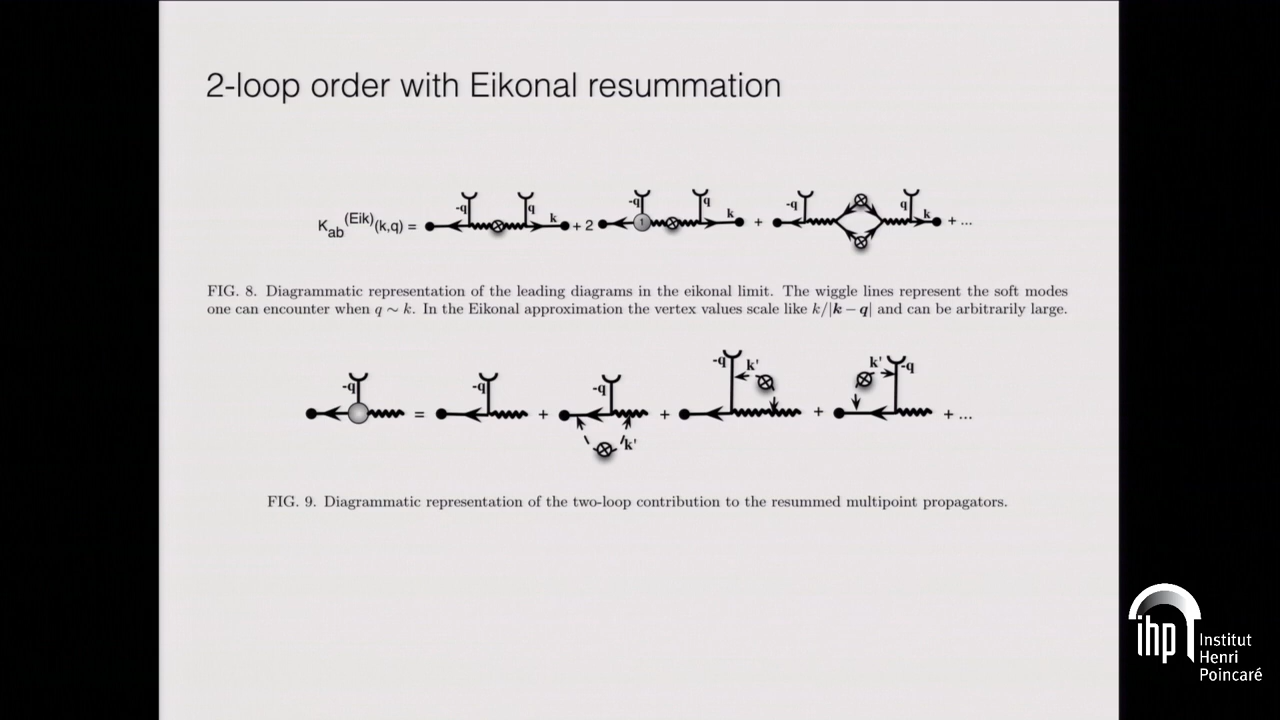 2-loop order with Eikonal resummation
-q q -q q -q q
K_ab^(Eik)(k,q) = k + 2 1 k + k + ...
FIG. 8. Diagrammatic representation of the leading diagrams in the eikonal limit. The wiggle lines represent the soft modes
one can encounter when q ∼ k. In the Eikonal approximation the vertex values scale like k/|k − q| and can be arbitrarily large.
-q k' k' -q
-q -q -q
= + + + + ...
k'
FIG. 9. Diagrammatic representation of the two-loop contribution to the resummed multipoint propagators.
ihp Institut
Henri
Poincaré